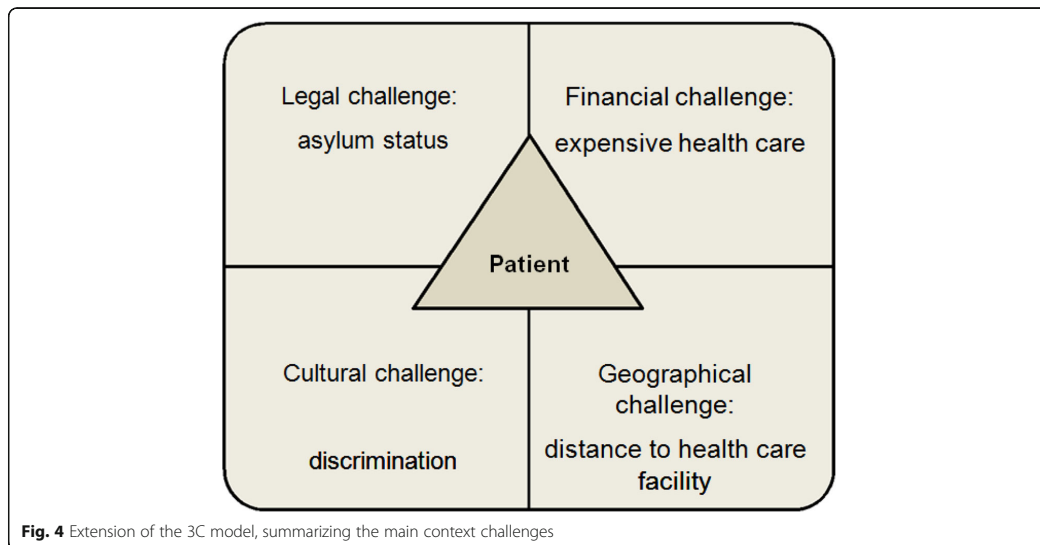 Legal challenge:
asylum status
Financial challenge:
expensive health care
Patient
Cultural challenge:
discrimination
Geographical
challenge:
distance to health care
facility
Fig. 4 Extension of the 3C model, summarizing the main context challenges